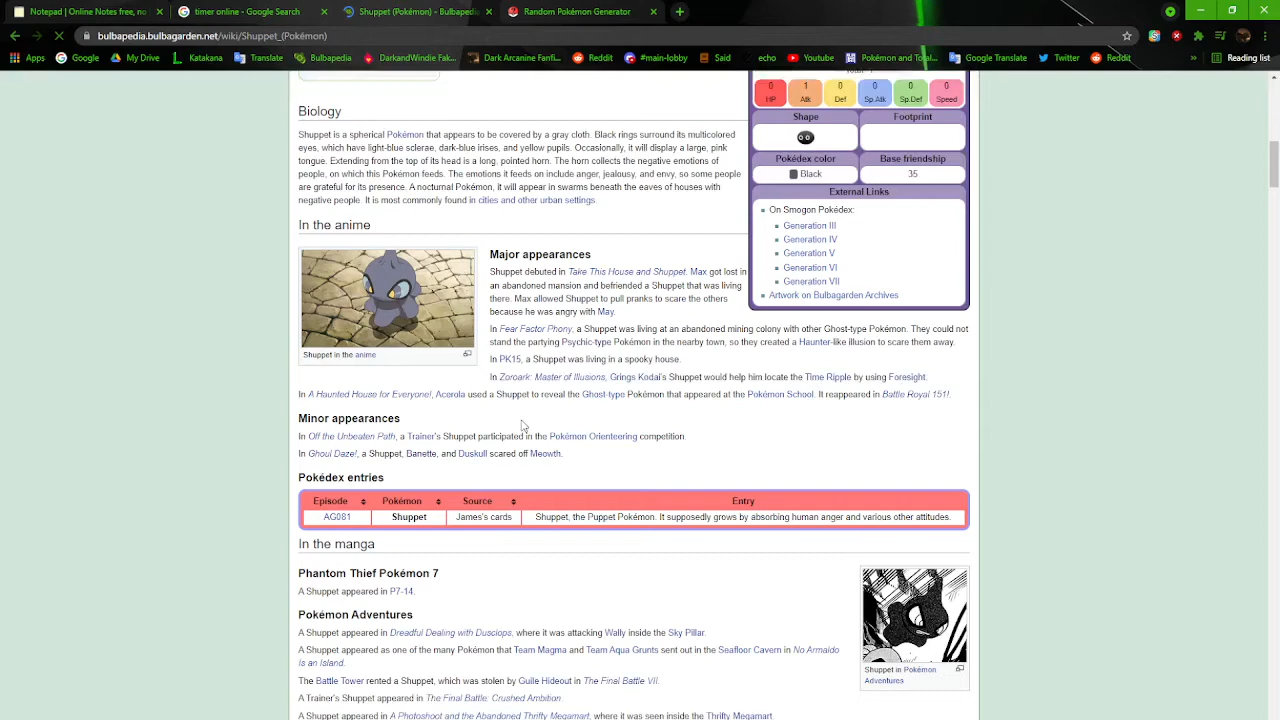 Notepad | Online Notes free, no
timer online - Google Search
Shuppet (Pokémon) - Bulbapedia
Random Pokémon Generator
bulbapedia.bulbagarden.net/wiki/Shuppet_(Pokémon)
Apps Google My Drive Katakana Translate Bulbapedia DarkandWindie Fak... Dark Arcanine Fanfi... Reddit #main-lobby Said echo Youtube Pokémon and Total... Google Translate Twitter Reddit Reading list
0 1 0 0 0 0
HP Atk Def Sp.Atk Sp.Def Speed
Shape Footprint
Pokédex color Base friendship
Black 35
External Links
On Smogon Pokédex:
Generation III
Generation IV
Generation V
Generation VI
Generation VII
Artwork on Bulbagarden Archives
Biology
Shuppet is a spherical Pokémon that appears to be covered by a gray cloth. Black rings surround its multicolored
eyes, which have light-blue sclerae, dark-blue irises, and yellow pupils. Occasionally, it will display a large, pink
tongue. Extending from the top of its head is a long, pointed horn. The horn collects the negative emotions of
people, on which this Pokémon feeds. The emotions it feeds on include anger, jealousy, and envy, so some people
are grateful for its presence. A nocturnal Pokémon, it will appear in swarms beneath the eaves of houses with
negative people. It is most commonly found in cities and other urban settings.
In the anime
Shuppet in the anime
Major appearances
Shuppet debuted in Take This House and Shuppet. Max got lost in
an abandoned mansion and befriended a Shuppet that was living
there. Max allowed Shuppet to pull pranks to scare the others
because he was angry with May.
In Fear Factor Phony, a Shuppet was living at an abandoned mining colony with other Ghost-type Pokémon. They could not
stand the partying Psychic-type Pokémon in the nearby town, so they created a Haunter-like illusion to scare them away.
In PK15, a Shuppet was living in a spooky house.
In Zoroark: Master of Illusions, Grings Kodai's Shuppet would help him locate the Time Ripple by using Foresight.
In A Haunted House for Everyone!, Acerola used a Shuppet to reveal the Ghost-type Pokémon that appeared at the Pokémon School. It reappeared in Battle Royal 151!.
Minor appearances
In Off the Unbeaten Path, a Trainer's Shuppet participated in the Pokémon Orienteering competition.
In Ghoul Daze!, a Shuppet, Banette, and Duskull scared off Meowth.
Pokédex entries
Episode Pokémon Source Entry
AG081 Shuppet James's cards Shuppet, the Puppet Pokémon. It supposedly grows by absorbing human anger and various other attitudes.
In the manga
Phantom Thief Pokémon 7
A Shuppet appeared in P7-14.
Pokémon Adventures
A Shuppet appeared in Dreadful Dealing with Dusclops, where it was attacking Wally inside the Sky Pillar.
A Shuppet appeared as one of the many Pokémon that Team Magma and Team Aqua Grunts sent out in the Seafloor Cavern in No Armaldo
is an Island.
The Battle Tower rented a Shuppet, which was stolen by Guile Hideout in The Final Battle VII.
A Trainer's Shuppet appeared in The Final Battle: Crushed Ambition.
A Shuppet appeared in A Photoshoot and the Abandoned Thrifty Megamart, where it was seen inside the Thrifty Megamart.
Shuppet in Pokémon
Adventures